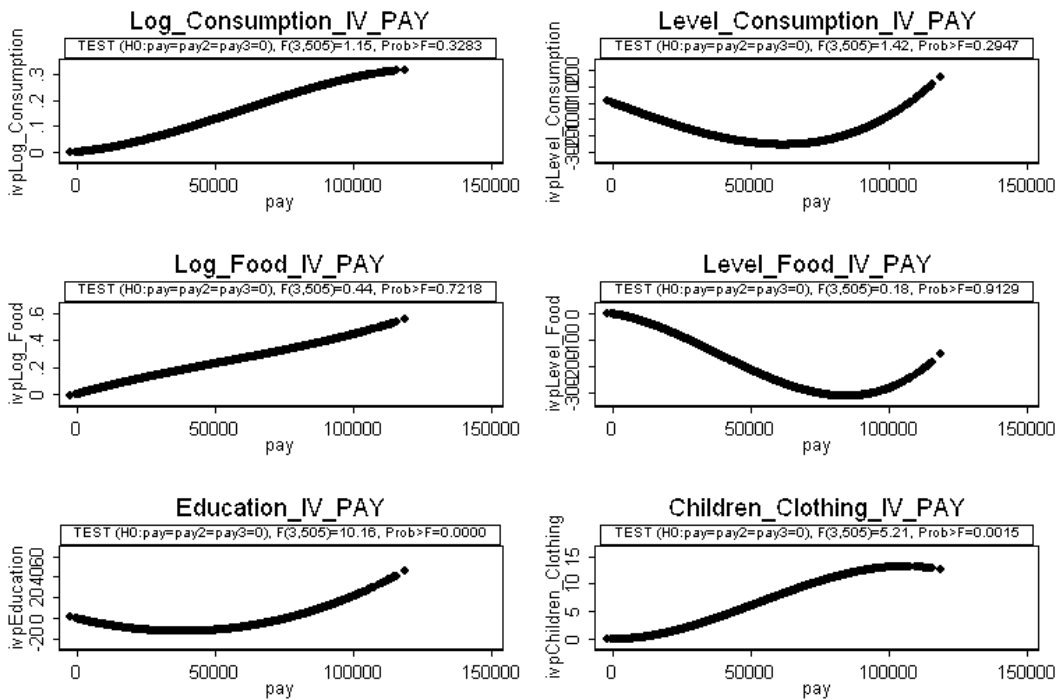 Log_Consumption_IV_PAY
TEST (H0:pay=pay2=pay3=0), F(3,505)=1.15, Prob>F=0.3283
ivpLog_Consumption
0 .1 .2 .3
0 50000 100000 150000
pay
Level_Consumption_IV_PAY
TEST (H0:pay=pay2=pay3=0), F(3,505)=1.42, Prob>F=0.2947
ivpLevel_Consumption
0 50000 100000 150000
pay
Log_Food_IV_PAY
TEST (H0:pay=pay2=pay3=0), F(3,505)=0.44, Prob>F=0.7218
ivpLog_Food
0 .2 .4 .6
0 50000 100000 150000
pay
Level_Food_IV_PAY
TEST (H0:pay=pay2=pay3=0), F(3,505)=0.18, Prob>F=0.9129
ivpLevel_Food
0 50000 100000 150000
pay
Education_IV_PAY
TEST (H0:pay=pay2=pay3=0), F(3,505)=10.16, Prob>F=0.0000
ivpEducation
-20 0 20 40 60
0 50000 100000 150000
pay
Children_Clothing_IV_PAY
TEST (H0:pay=pay2=pay3=0), F(3,505)=5.21, Prob>F=0.0015
ivpChildren_Clothing
0 5 10 15
0 50000 100000 150000
pay